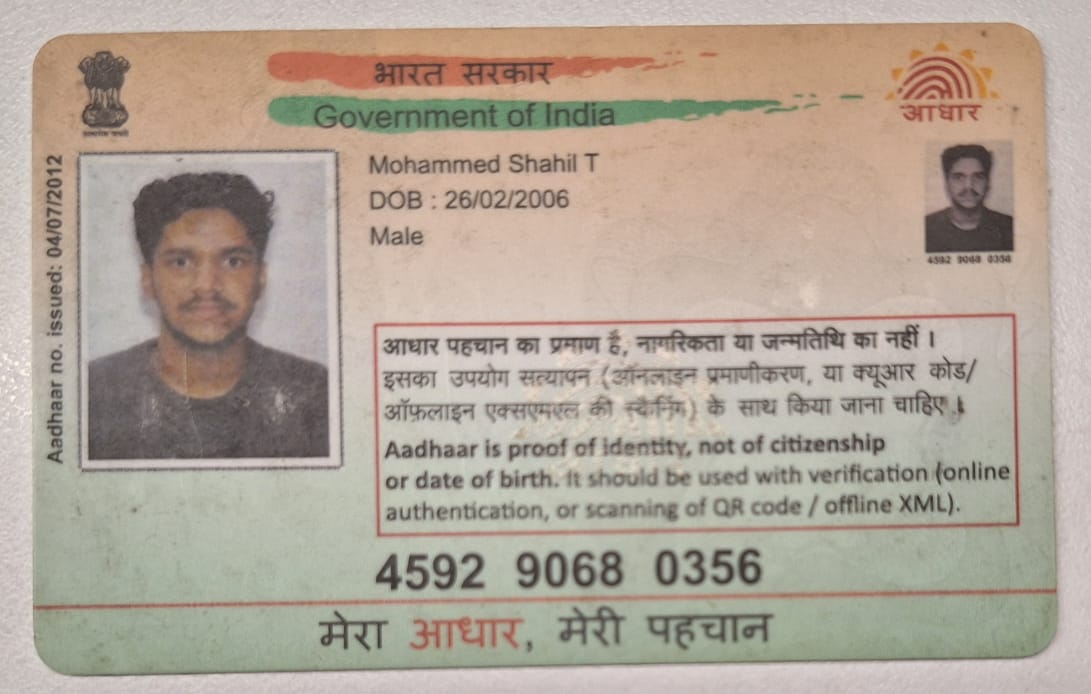 भारत सरकार
Government of India
आधार
Aadhaar no. issued: 04/07/2012
Mohammed Shahil T
DOB : 26/02/2006
Male
4592 9068 0356
आधार पहचान का प्रमाण है, नागरिकता या जन्मतिथि का नहीं ।
इसका उपयोग सत्यापन (ऑनलाइन प्रमाणीकरण, या क्यूआर कोड/
ऑफ़लाइन एक्सएमएल की स्कैनिंग) के साथ किया जाना चाहिए ।
Aadhaar is proof of identity, not of citizenship
or date of birth. It should be used with verification (online
authentication, or scanning of QR code / offline XML).
4592 9068 0356
मेरा आधार, मेरी पहचान